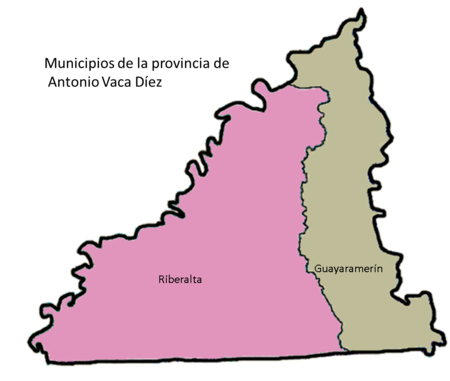 Municipios de la provincia de
Antonio Vaca Díez
Guayaramerín
Riberalta